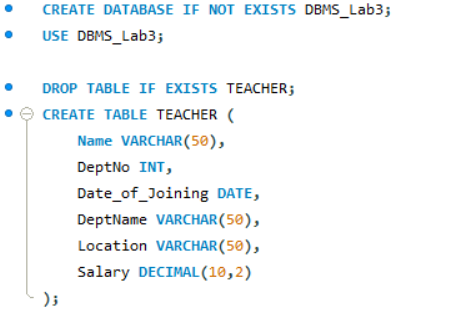 CREATE DATABASE IF NOT EXISTS DBMS_Lab3;
USE DBMS_Lab3;
DROP TABLE IF EXISTS TEACHER;
CREATE TABLE TEACHER (
Name VARCHAR(50),
DeptNo INT,
Date_of_Joining DATE,
DeptName VARCHAR(50),
Location VARCHAR(50),
Salary DECIMAL(10,2)
);